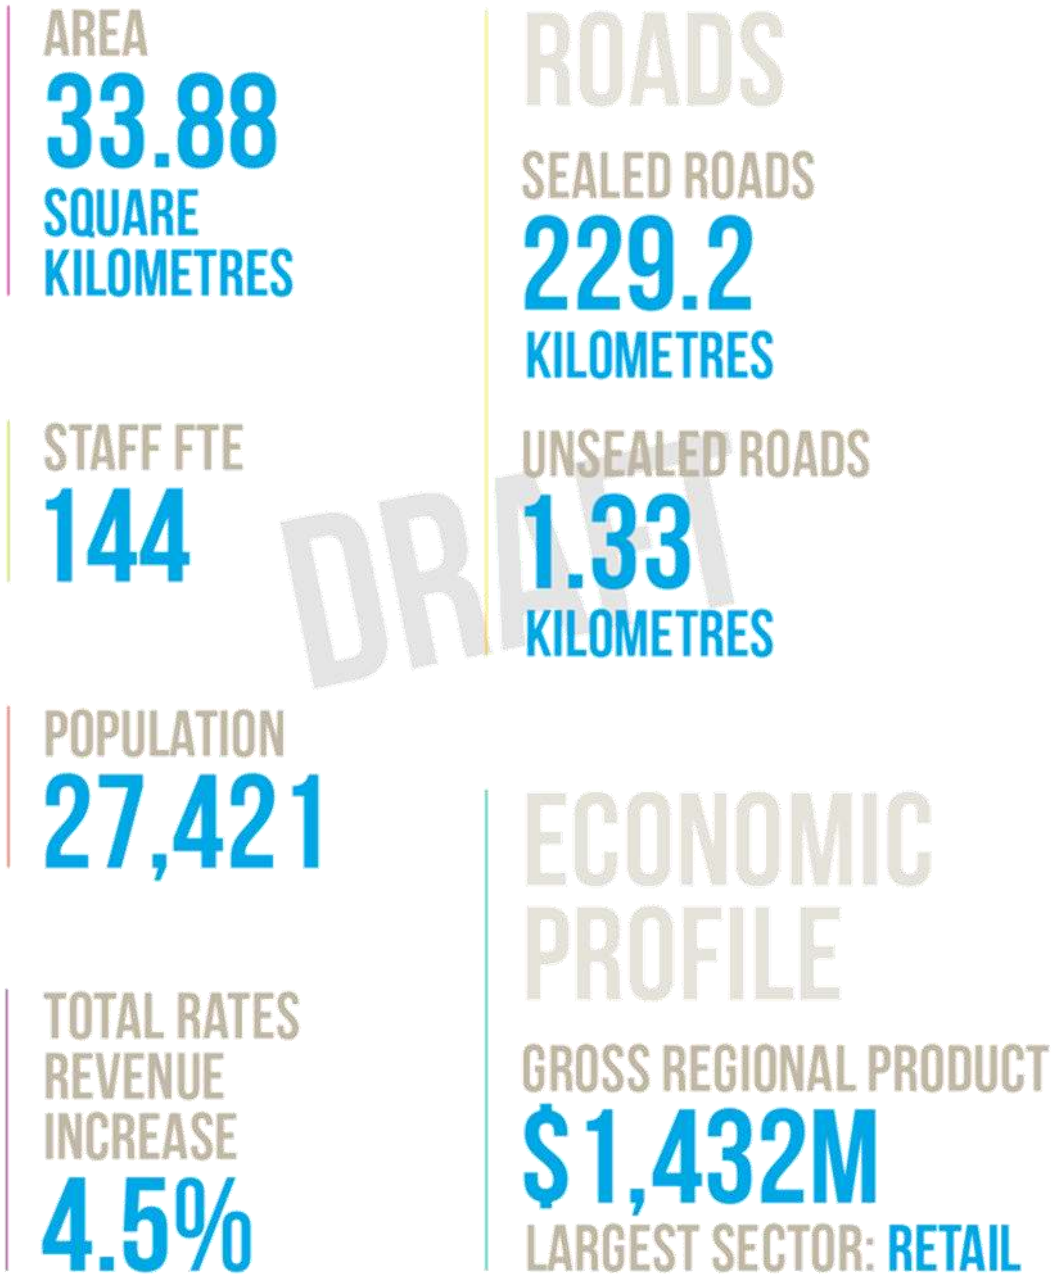 AREA
33.88
SQUARE
KILOMETRES
STAFF FTE
144
POPULATION
27,421
TOTAL RATES
REVENUE
INCREASE
4.5%
ROADS
SEALED ROADS
229.2
KILOMETRES
UNSEALED ROADS
1.33
KILOMETRES
DRAFT
ECONOMIC
PROFILE
GROSS REGIONAL PRODUCT
$1,432M
LARGEST SECTOR: RETAIL